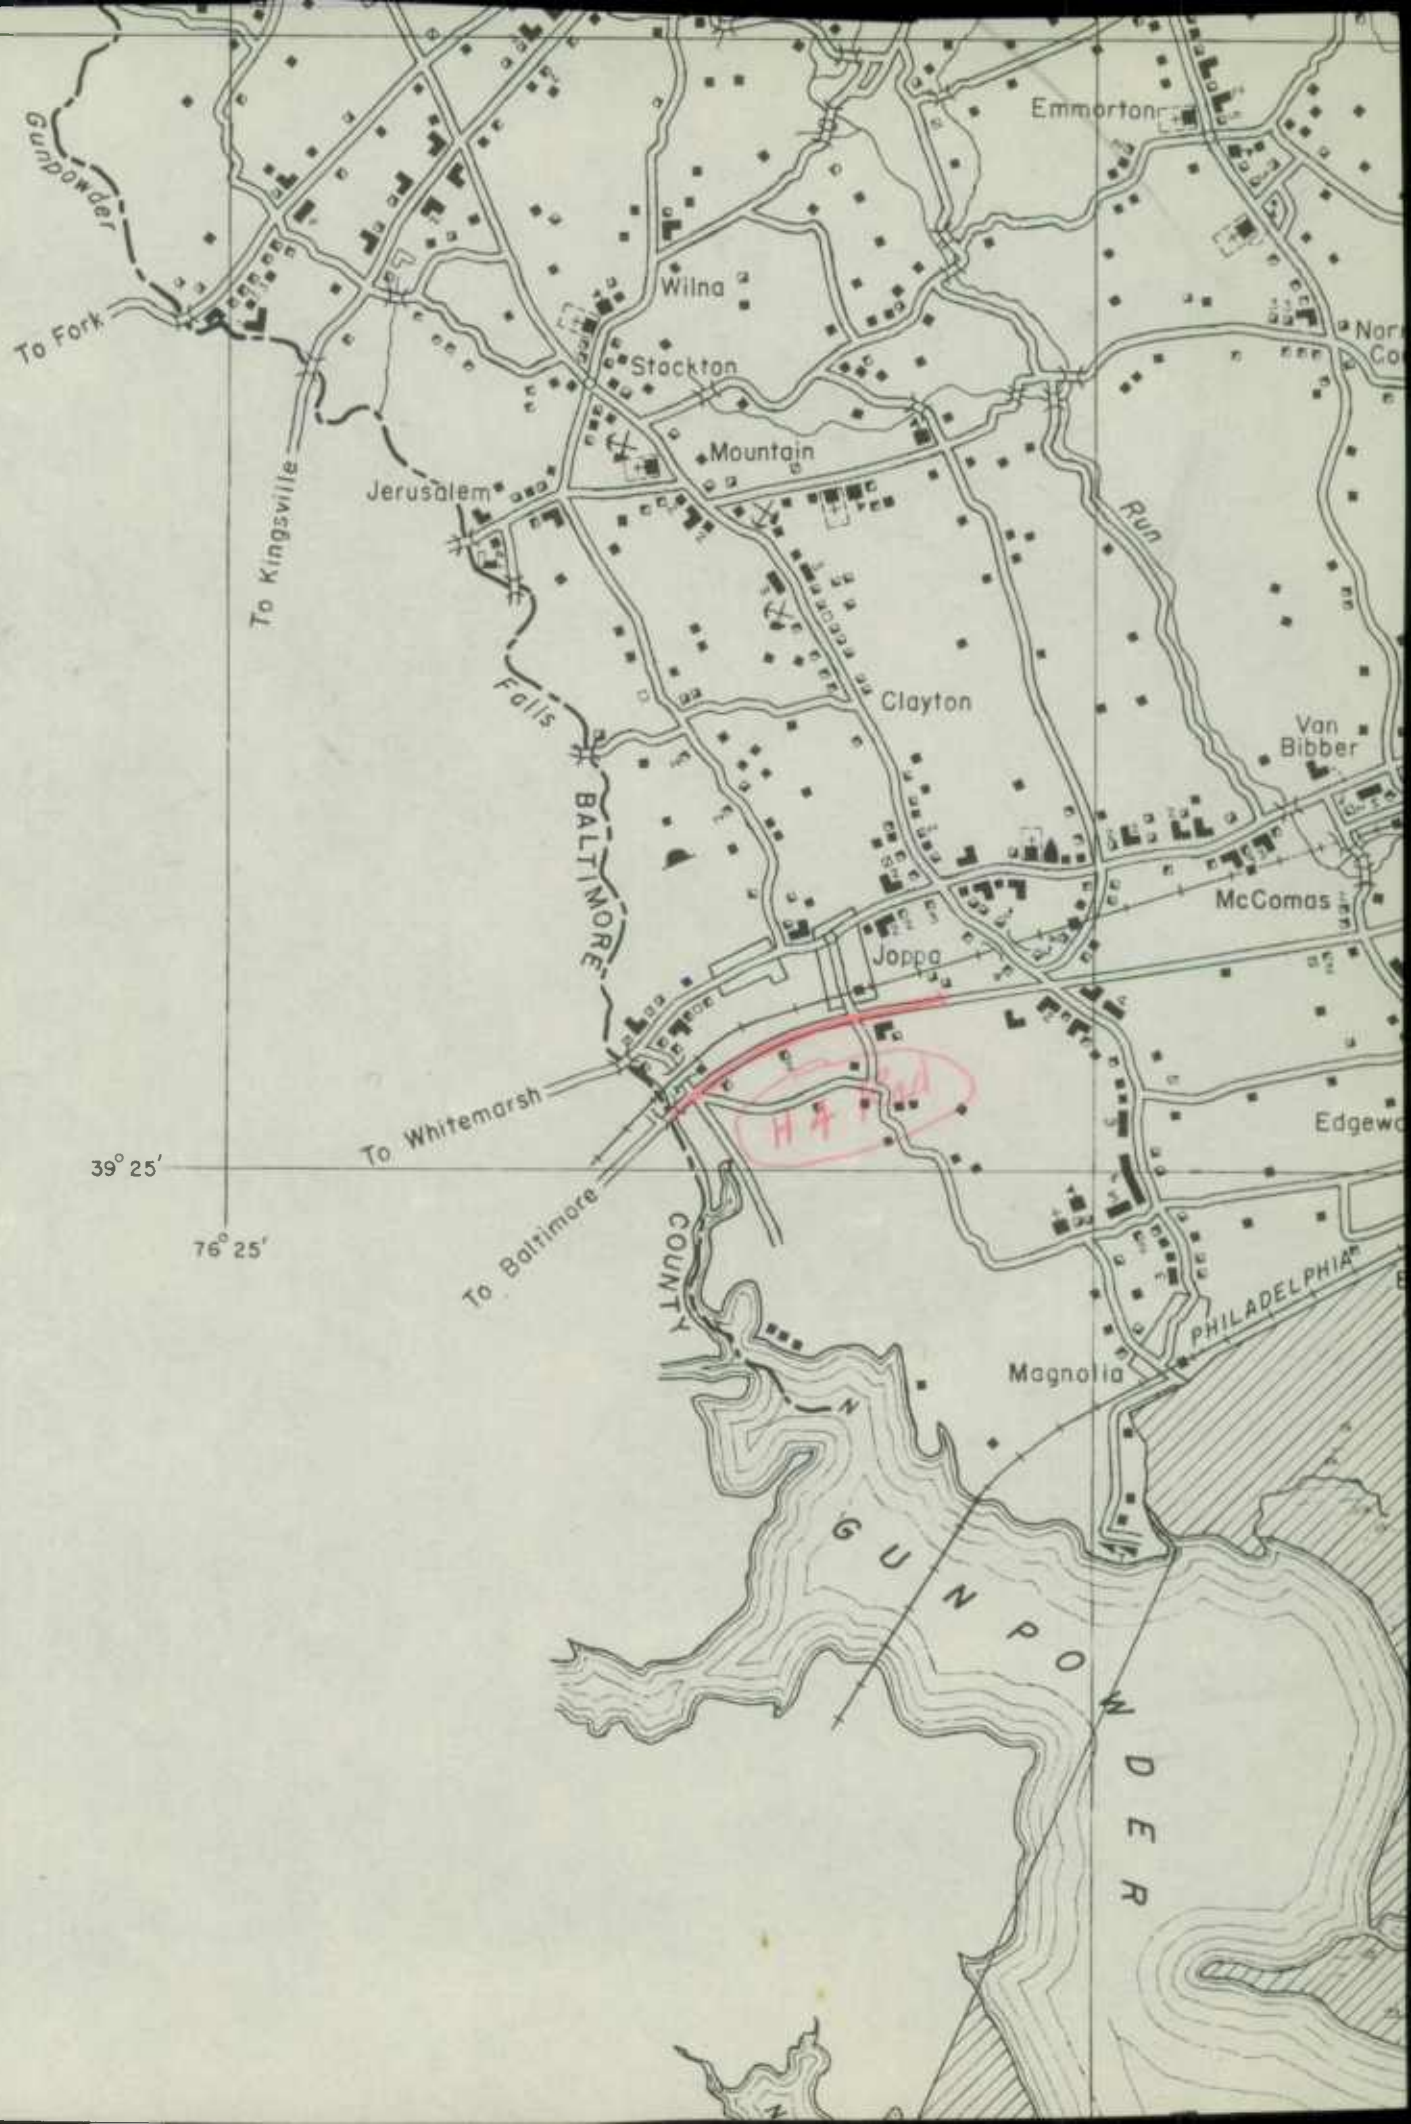 Emmorton
Gunpowder
Wilna
To Fork
Stockton
Mountain
Jerusalem
To Kingsville
Run
Falls
Clayton
Van
Bibber
BALTIMORE
McComas
Joppa
To Whitemarsh
Edgewo
39° 25'
76° 25'
To Baltimore
COUNTY
PHILADELPHIA
Magnolia
N
GUNPOWDER
N